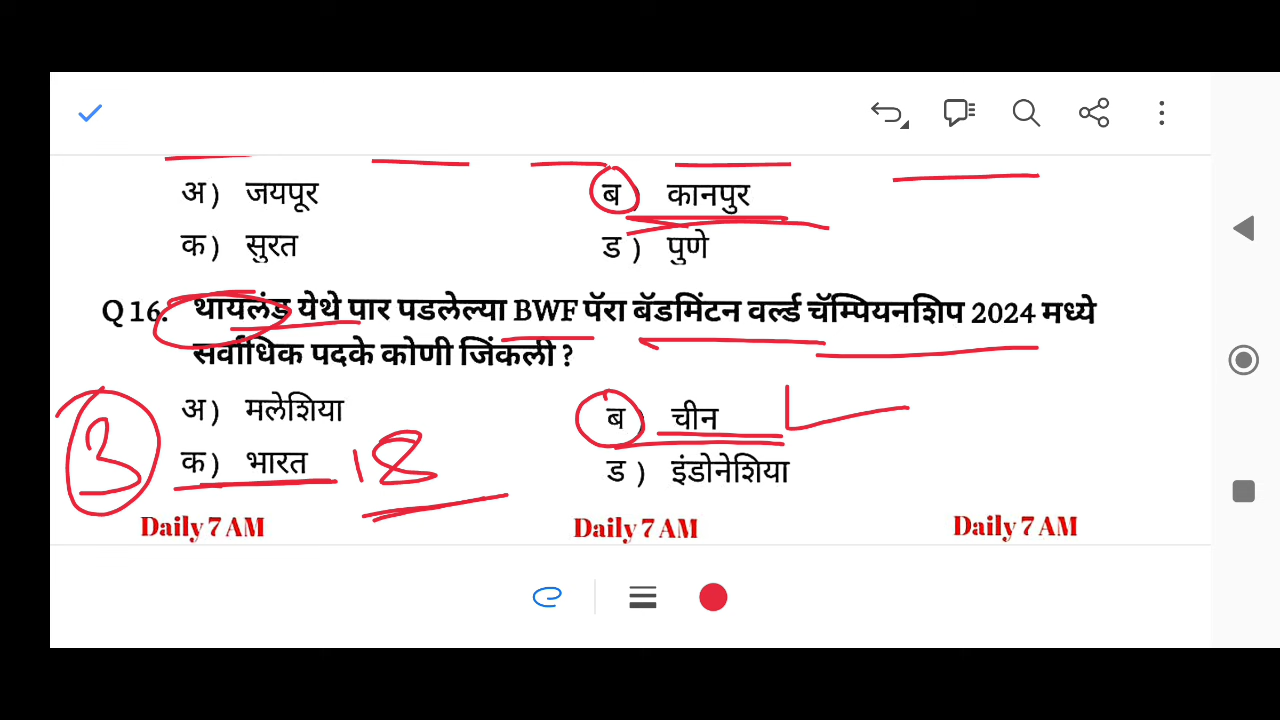 अ) जयपूर ब) कानपुर
क) सुरत ड) पुणे
Q 16. थायलंड येथे पार पडलेल्या BWF पॅरा बॅडमिंटन वर्ल्ड चॅम्पियनशिप 2024 मध्ये
सर्वाधिक पदके कोणी जिंकली ?
अ) मलेशिया ब) चीन
3 क) भारत 18 ड) इंडोनेशिया
Daily 7 AM Daily 7 AM Daily 7 AM